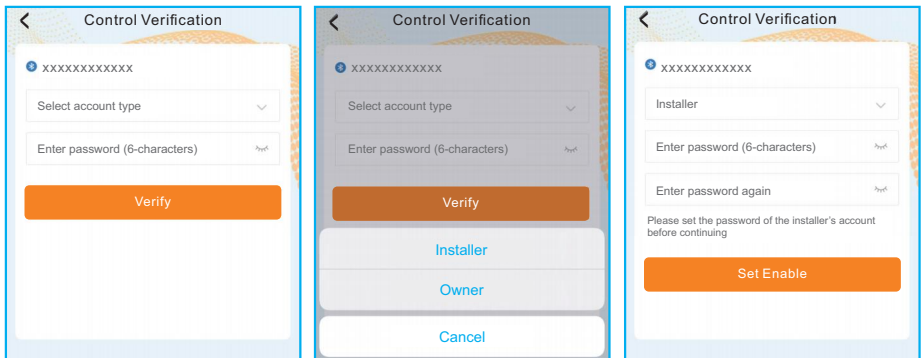 Control Verification
xxxxxxxxxxxx
Select account type
Enter password (6-characters)
Verify
Control Verification
xxxxxxxxxxxx
Select account type
Enter password (6-characters)
Verify
Installer
Owner
Cancel
Control Verification
xxxxxxxxxxxx
Installer
Enter password (6-characters)
Enter password again
Please set the password of the installer's account
before continuing
Set Enable